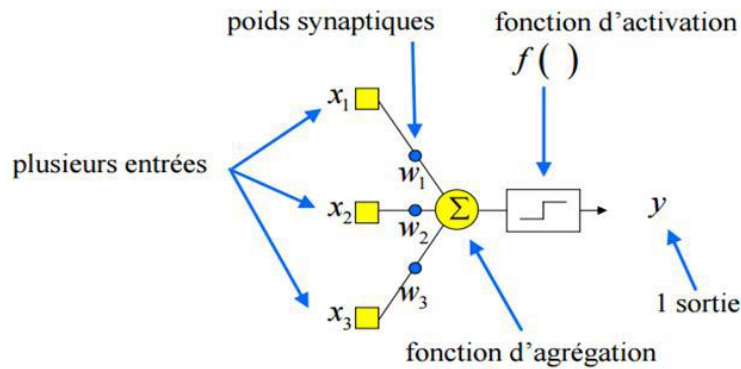 poids synaptiques
fonction d'activation
f ( )
x1
plusieurs entrées
w1
x2
w2
Σ
y
w3
x3
1 sortie
fonction d'agrégation